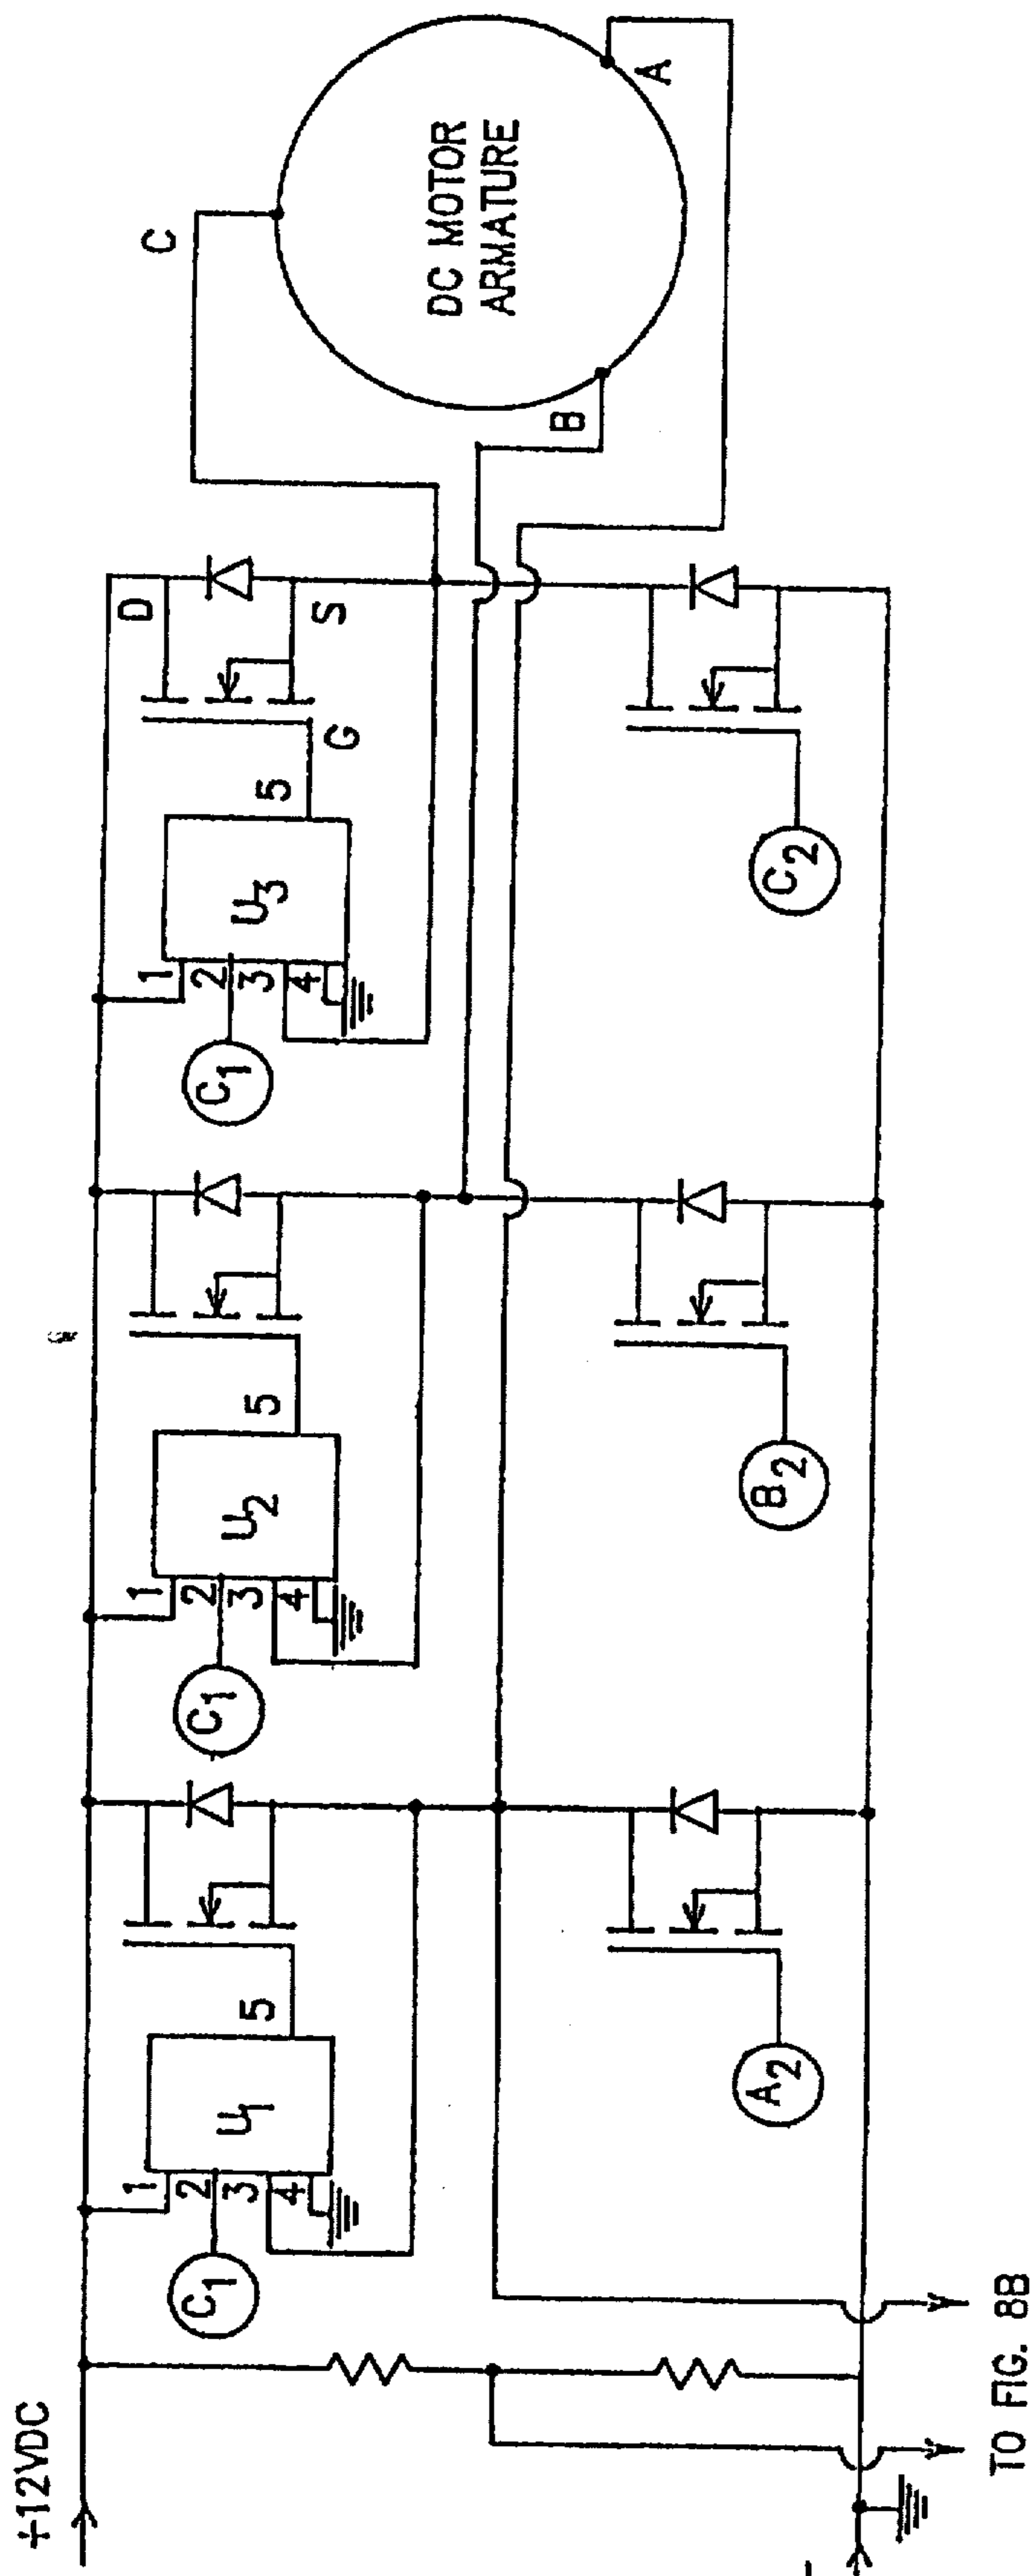 +12VDC
C1
1
2
3
4
U1
5
C1
1
2
3
4
U2
5
C1
1
2
3
4
U3
5
D
G
S
C
B
A
DC MOTOR
ARMATURE
A2
B2
C2
-
TO FIG. 8B